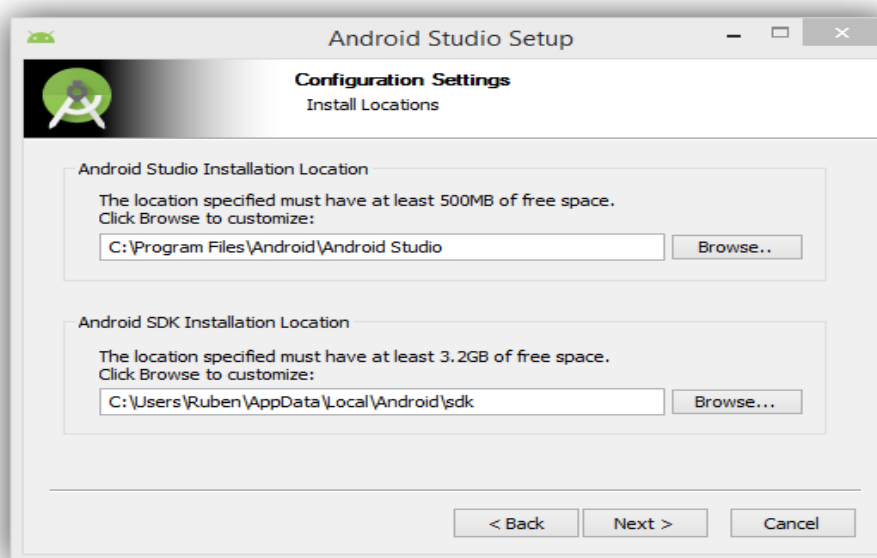 Android Studio Setup
Configuration Settings
Install Locations
Android Studio Installation Location
The location specified must have at least 500MB of free space.
Click Browse to customize:
C:\Program Files\Android\Android Studio
Browse..
Android SDK Installation Location
The location specified must have at least 3.2GB of free space.
Click Browse to customize:
C:\Users\Ruben\AppData\Local\Android\sdk
Browse...
< Back
Next >
Cancel